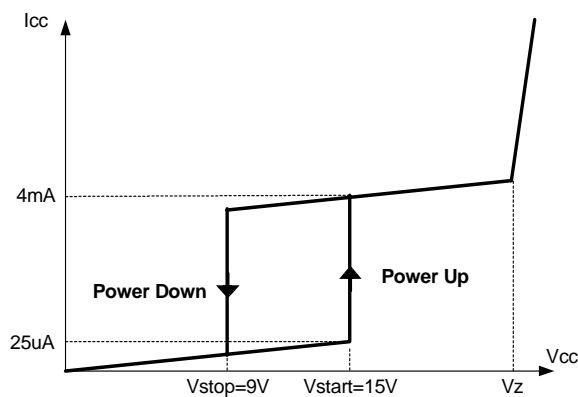 Icc
4mA
Power Up
Power Down
25uA
Vcc
Vstop=9V
Vstart=15V
Vz